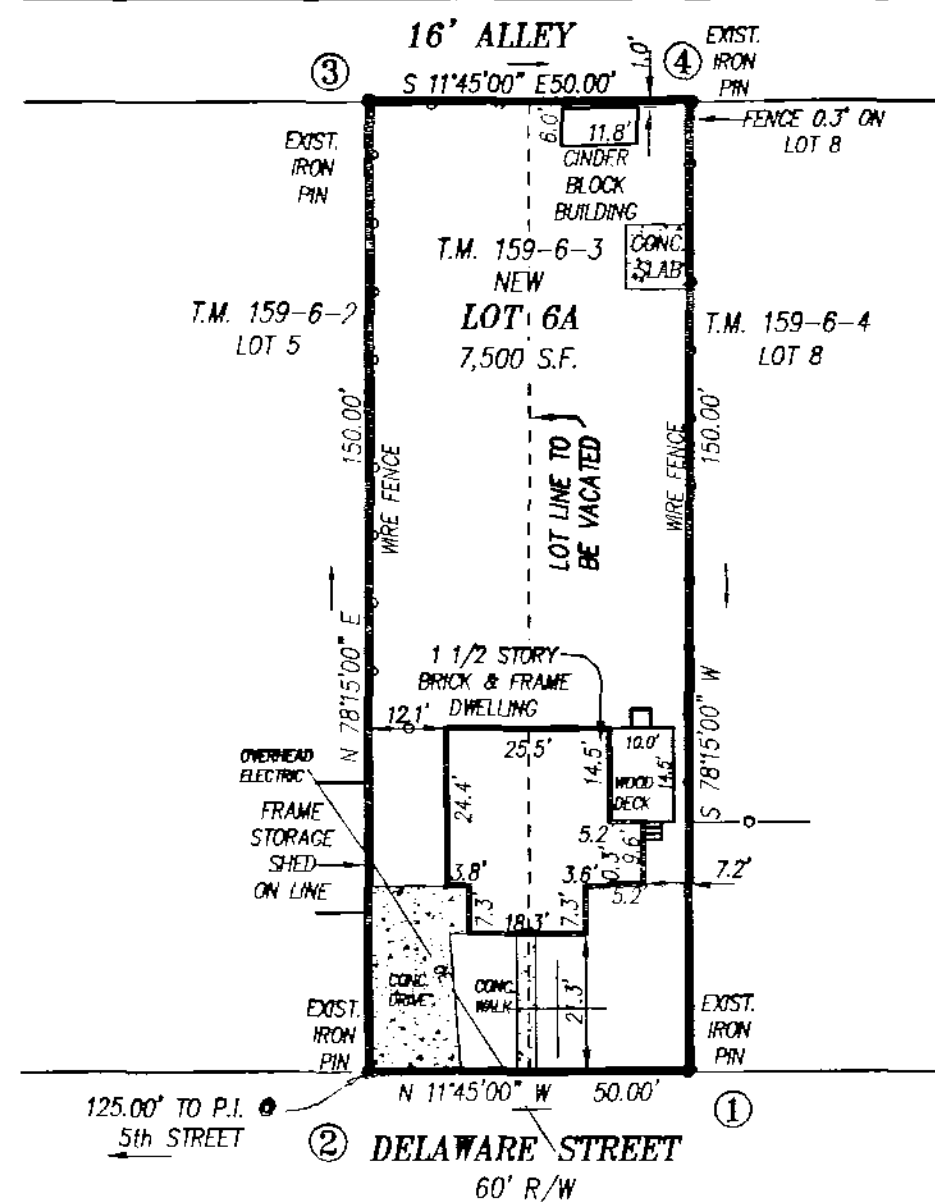 16' ALLEY
S 11°45'00" E50.00'
③
④
1.0'
EXIST.
IRON
PIN
FENCE 0.3' ON
LOT 8
EXIST.
IRON
PIN
6.0'
11.8'
CINDER
BLOCK
BUILDING
CONC.
SLAB
T.M. 159-6-3
NEW
LOT 6A
7,500 S.F.
T.M. 159-6-2
LOT 5
T.M. 159-6-4
LOT 8
150.00'
WIRE FENCE
N 78°15'00" E
LOT LINE TO
BE VACATED
WIRE FENCE
150.00'
S 78°15'00" W
1 1/2 STORY
BRICK & FRAME
DWELLING
12.1'
25.5'
14.5'
10.0'
14.5'
WOOD
DECK
OVERHEAD
ELECTRIC
24.4'
FRAME
STORAGE
SHED
ON LINE
5.2'
9.6'
0.3'
7.2'
3.8'
3.6'
5.2'
7.3'
18.3'
7.3'
CONC.
DRIVE
CONC.
WALK
21.3'
EXIST.
IRON
PIN
EXIST.
IRON
PIN
N 11°45'00" W 50.00'
125.00' TO P.I. @
5th STREET
②
①
DELAWARE STREET
60' R/W